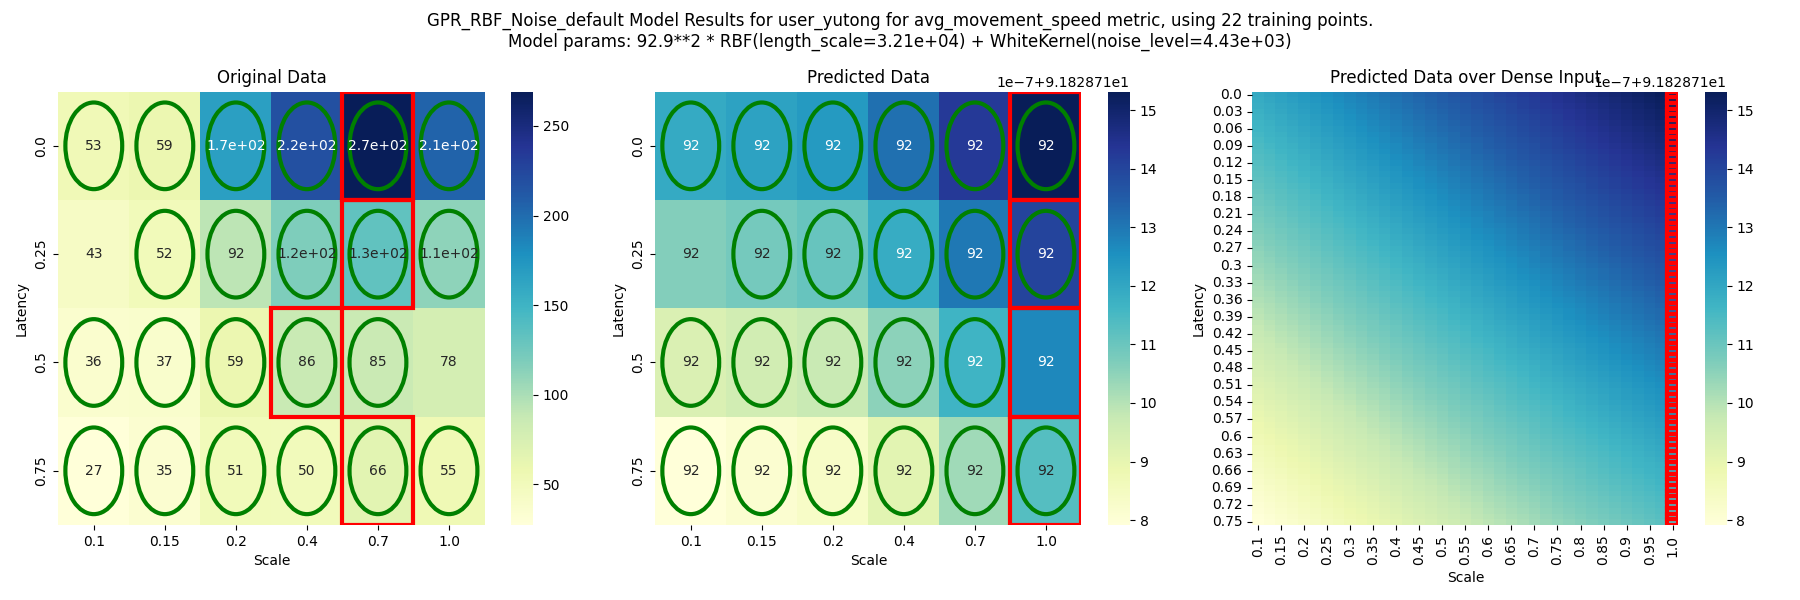 GPR_RBF_Noise_default Model Results for user_yutong for avg_movement_speed metric, using 22 training points.
Model params: 92.9**2 * RBF(length_scale=3.21e+04) + WhiteKernel(noise_level=4.43e+03)
Original Data
0.0 53 59 1.7e+02 2.2e+02 2.7e+02 2.1e+02
0.25 43 52 92 1.2e+02 1.3e+02 1.1e+02
0.5 36 37 59 86 85 78
0.75 27 35 51 50 66 55
0.1 0.15 0.2 0.4 0.7 1.0
Scale
Latency
250
200
150
100
50
Predicted Data
1e-7+9.182871e1
0.0 92 92 92 92 92 92
0.25 92 92 92 92 92 92
0.5 92 92 92 92 92 92
0.75 92 92 92 92 92 92
0.1 0.15 0.2 0.4 0.7 1.0
Scale
Latency
15
14
13
12
11
10
9
8
Predicted Data over Dense Input
1e-7+9.182871e1
0.0
0.03
0.06
0.09
0.12
0.15
0.18
0.21
0.24
0.27
0.3
0.33
0.36
0.39
0.42
0.45
0.48
0.51
0.54
0.57
0.6
0.63
0.66
0.69
0.72
0.75
0.1 0.15 0.2 0.25 0.3 0.35 0.4 0.45 0.5 0.55 0.6 0.65 0.7 0.75 0.8 0.85 0.9 0.95 1.0
Scale
Latency
15
14
13
12
11
10
9
8